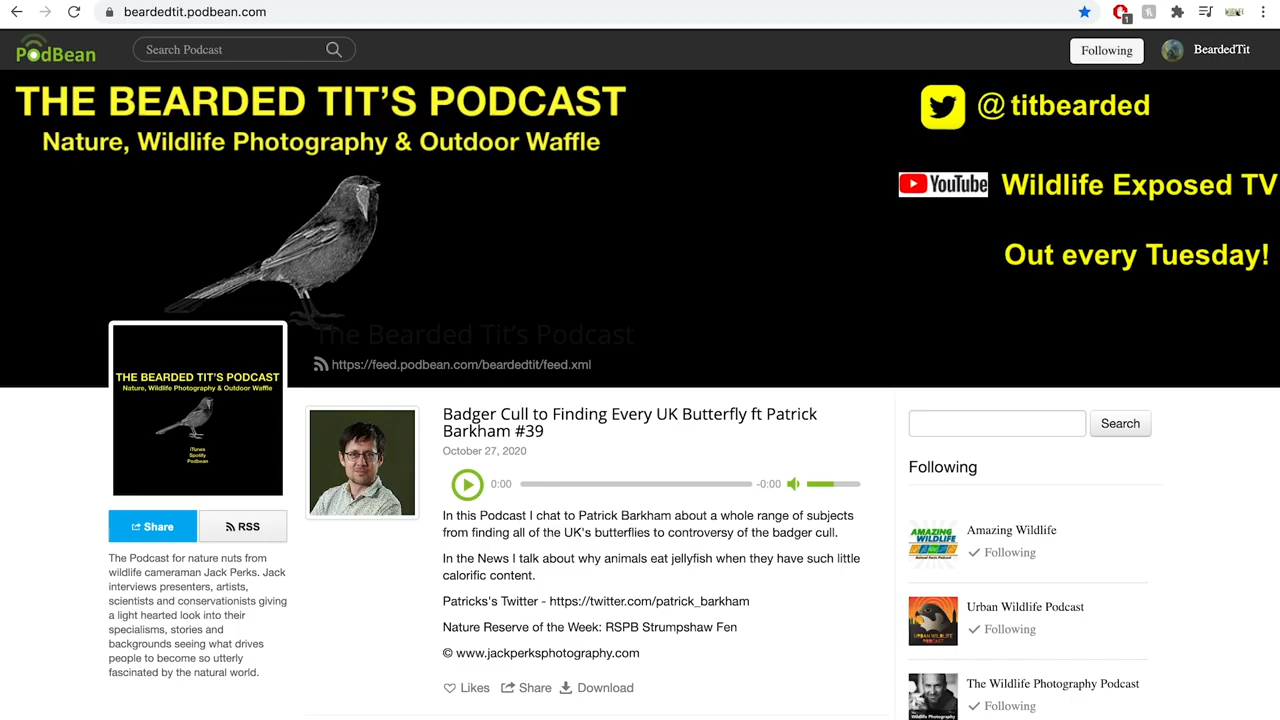 beardedtit.podbean.com
1
PodBean
Search Podcast
Following
BeardedTit
THE BEARDED TIT'S PODCAST
Nature, Wildlife Photography & Outdoor Waffle
@titbearded
YouTube Wildlife Exposed TV
Out every Tuesday!
The Bearded Tit's Podcast
https://feed.podbean.com/beardedtit/feed.xml
THE BEARDED TIT'S PODCAST
Nature, Wildlife Photography & Outdoor Waffle
iTunes
Spotify
Podbean
Share
RSS
The Podcast for nature nuts from
wildlife cameraman Jack Perks. Jack
interviews presenters, artists,
scientists and conservationists giving
a light hearted look into their
specialisms, stories and
backgrounds seeing what drives
people to become so utterly
fascinated by the natural world.
Badger Cull to Finding Every UK Butterfly ft Patrick
Barkham #39
October 27, 2020
0:00
-0:00
In this Podcast I chat to Patrick Barkham about a whole range of subjects
from finding all of the UK's butterflies to controversy of the badger cull.
In the News I talk about why animals eat jellyfish when they have such little
calorific content.
Patricks's Twitter - https://twitter.com/patrick_barkham
Nature Reserve of the Week: RSPB Strumpshaw Fen
© www.jackperksphotography.com
Likes
Share
Download
Search
Following
AMAZING
WILDLIFE
Amazing Wildlife
Following
URBAN WILDLIFE
PODCAST
Urban Wildlife Podcast
Following
The Wildlife Photography Podcast
Following